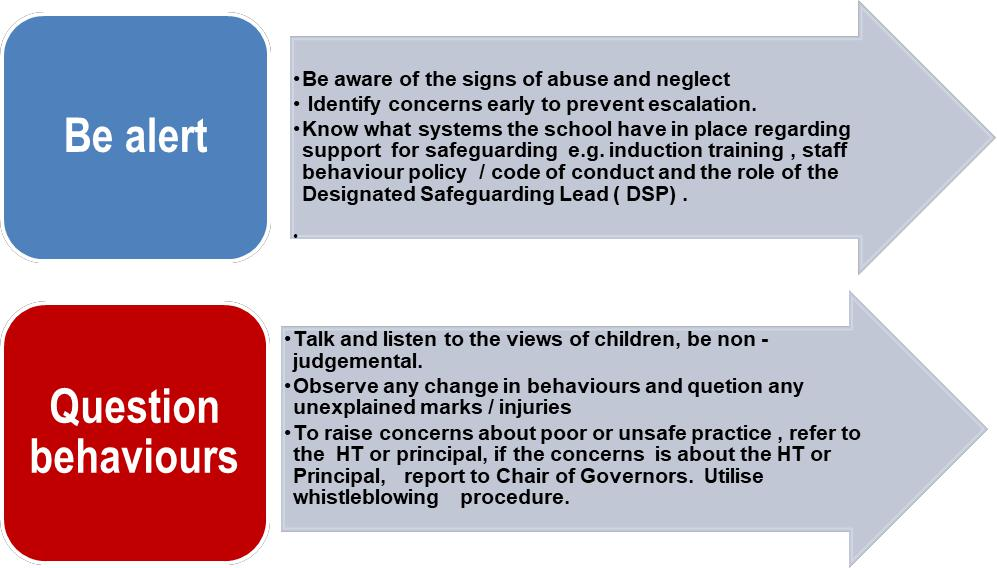 Be alert
•Be aware of the signs of abuse and neglect
• Identify concerns early to prevent escalation.
•Know what systems the school have in place regarding
support for safeguarding e.g. induction training , staff
behaviour policy / code of conduct and the role of the
Designated Safeguarding Lead ( DSP) .
•
Question
behaviours
•Talk and listen to the views of children, be non -
judgemental.
•Observe any change in behaviours and quetion any
unexplained marks / injuries
•To raise concerns about poor or unsafe practice , refer to
the HT or principal, if the concerns is about the HT or
Principal, report to Chair of Governors. Utilise
whistleblowing procedure.